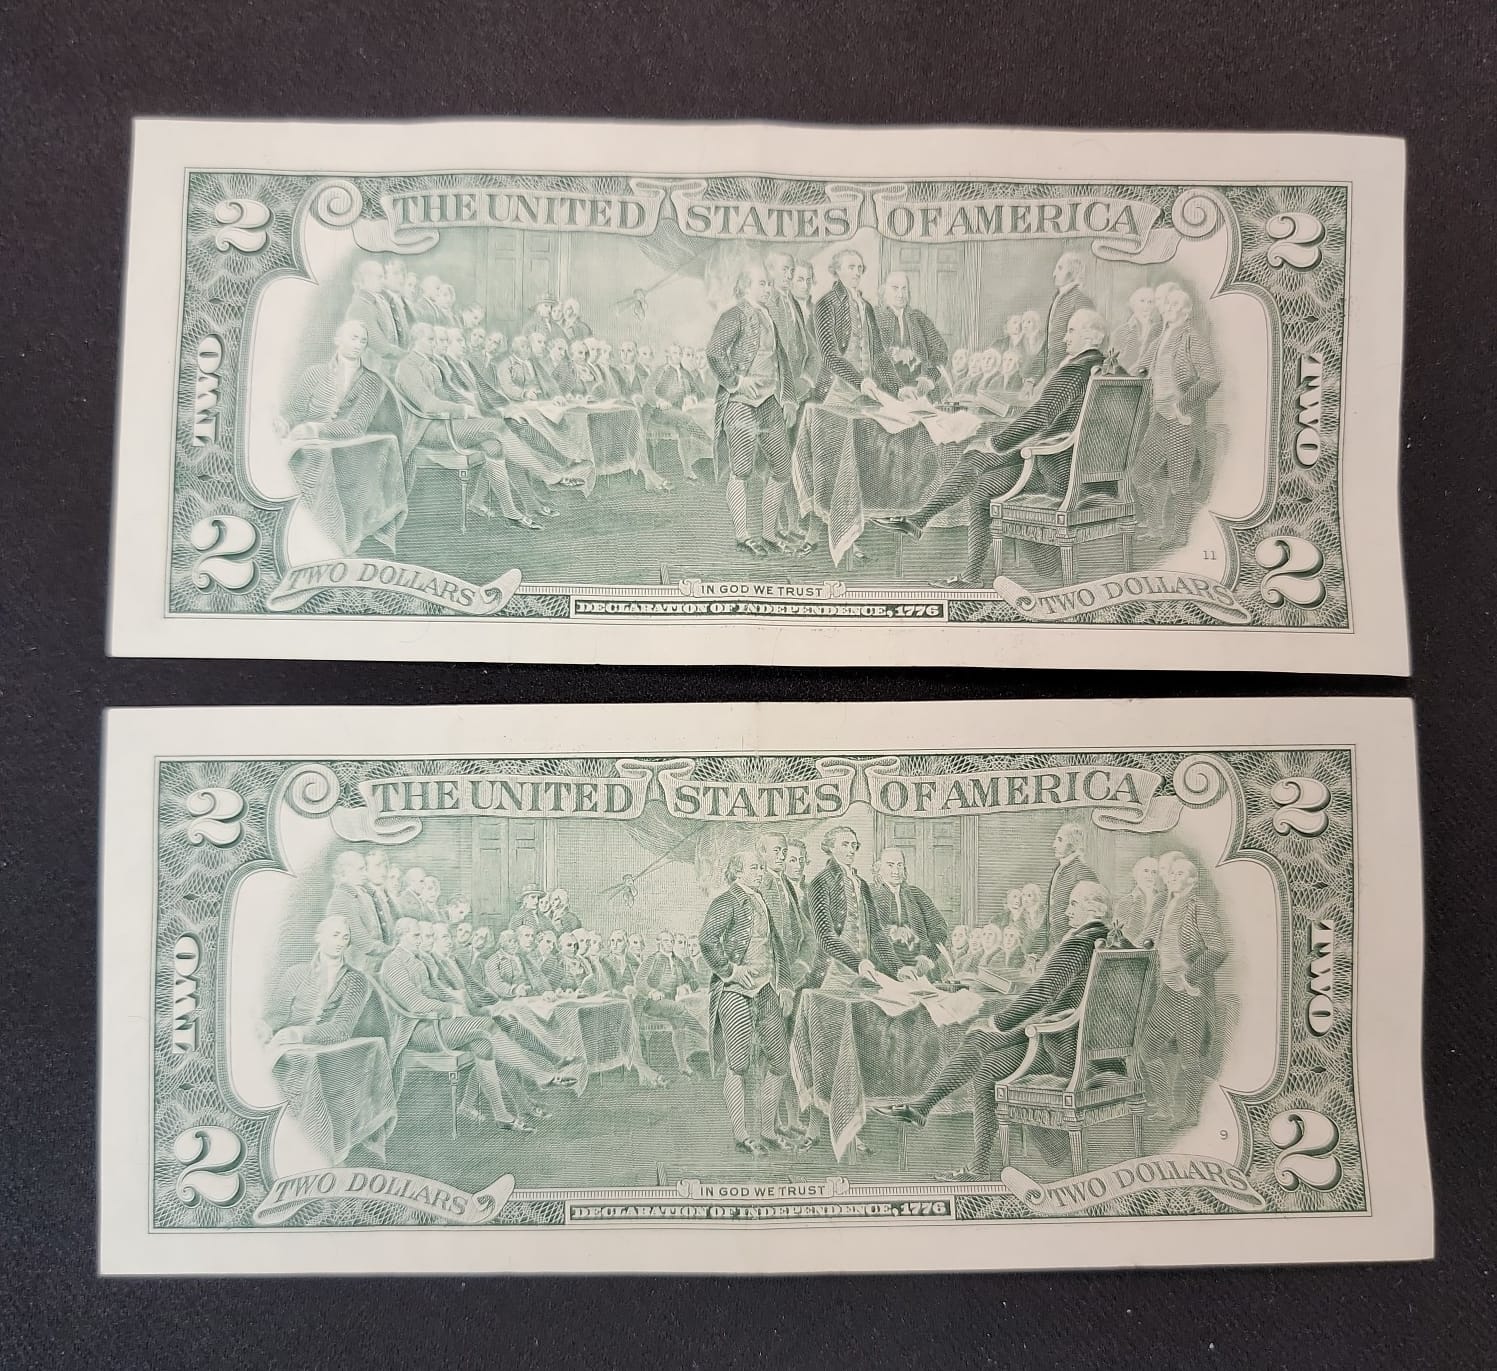 2 THE UNITED STATES OF AMERICA 2
TWO TWO
11
2 TWO DOLLARS IN GOD WE TRUST TWO DOLLARS 2
DECLARATION OF INDEPENDENCE, 1776
2 THE UNITED STATES OF AMERICA 2
TWO TWO
9
2 TWO DOLLARS IN GOD WE TRUST TWO DOLLARS 2
DECLARATION OF INDEPENDENCE, 1776